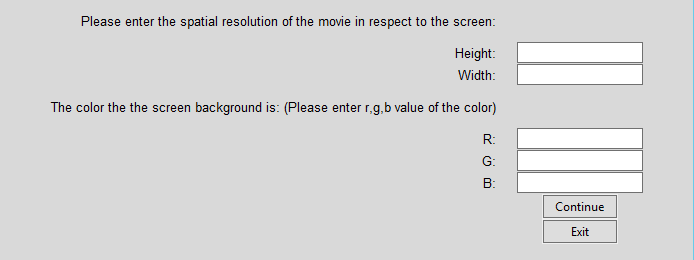 Please enter the spatial resolution of the movie in respect to the screen:
Height:
Width:
The color the the screen background is: (Please enter r,g,b value of the color)
R:
G:
B:
Continue
Exit